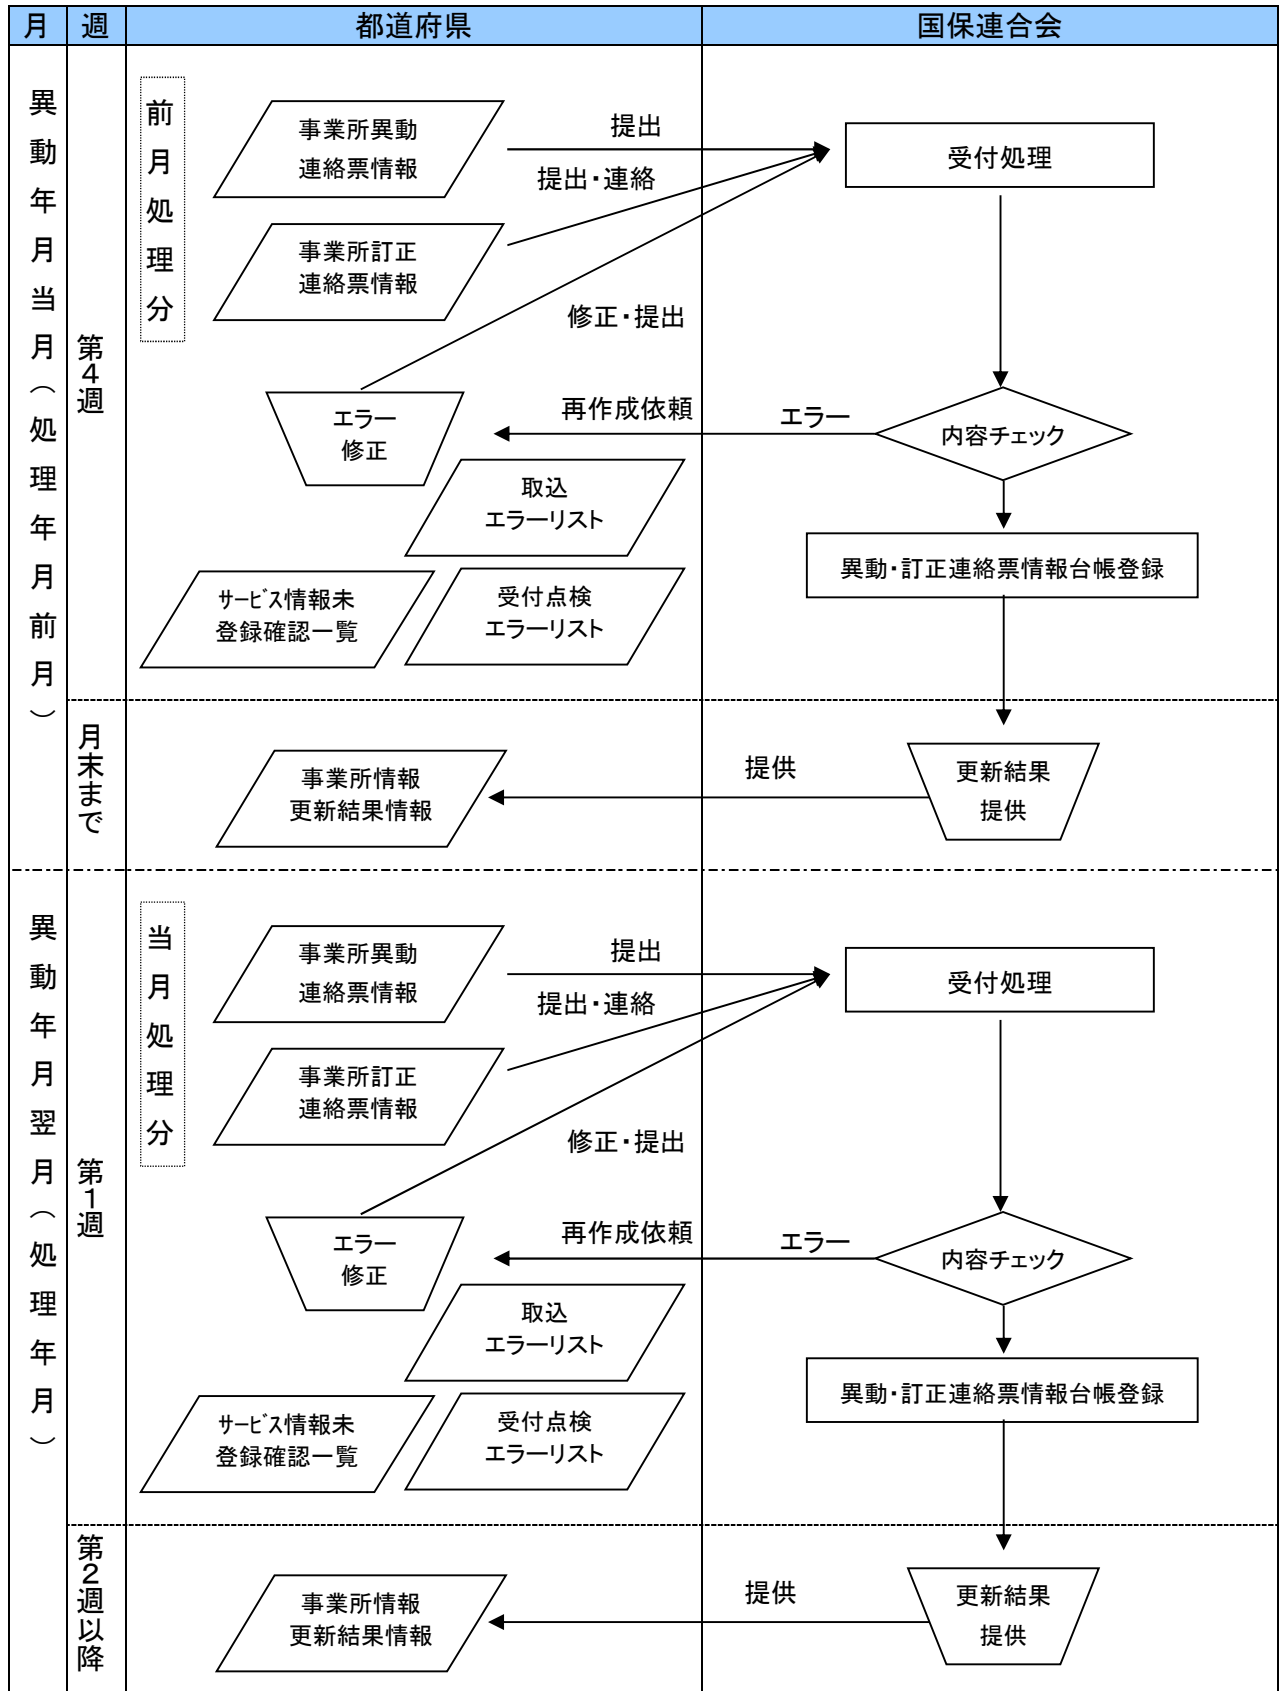 月 週 都道府県 国保連合会
異動年月当月（処理年月前月）
第４週
前月処理分
事業所異動
連絡票情報
提出
提出・連絡
受付処理
事業所訂正
連絡票情報
修正・提出
エラー
修正
再作成依頼
エラー
内容チェック
取込
エラーリスト
異動・訂正連絡票情報台帳登録
ｻｰﾋﾞｽ情報未
登録確認一覧
受付点検
エラーリスト
月末まで
事業所情報
更新結果情報
提供
更新結果
提供
異動年月翌月（処理年月）
第１週
当月処理分
事業所異動
連絡票情報
提出
提出・連絡
受付処理
事業所訂正
連絡票情報
修正・提出
エラー
修正
再作成依頼
エラー
内容チェック
取込
エラーリスト
異動・訂正連絡票情報台帳登録
ｻｰﾋﾞｽ情報未
登録確認一覧
受付点検
エラーリスト
第２週以降
事業所情報
更新結果情報
提供
更新結果
提供